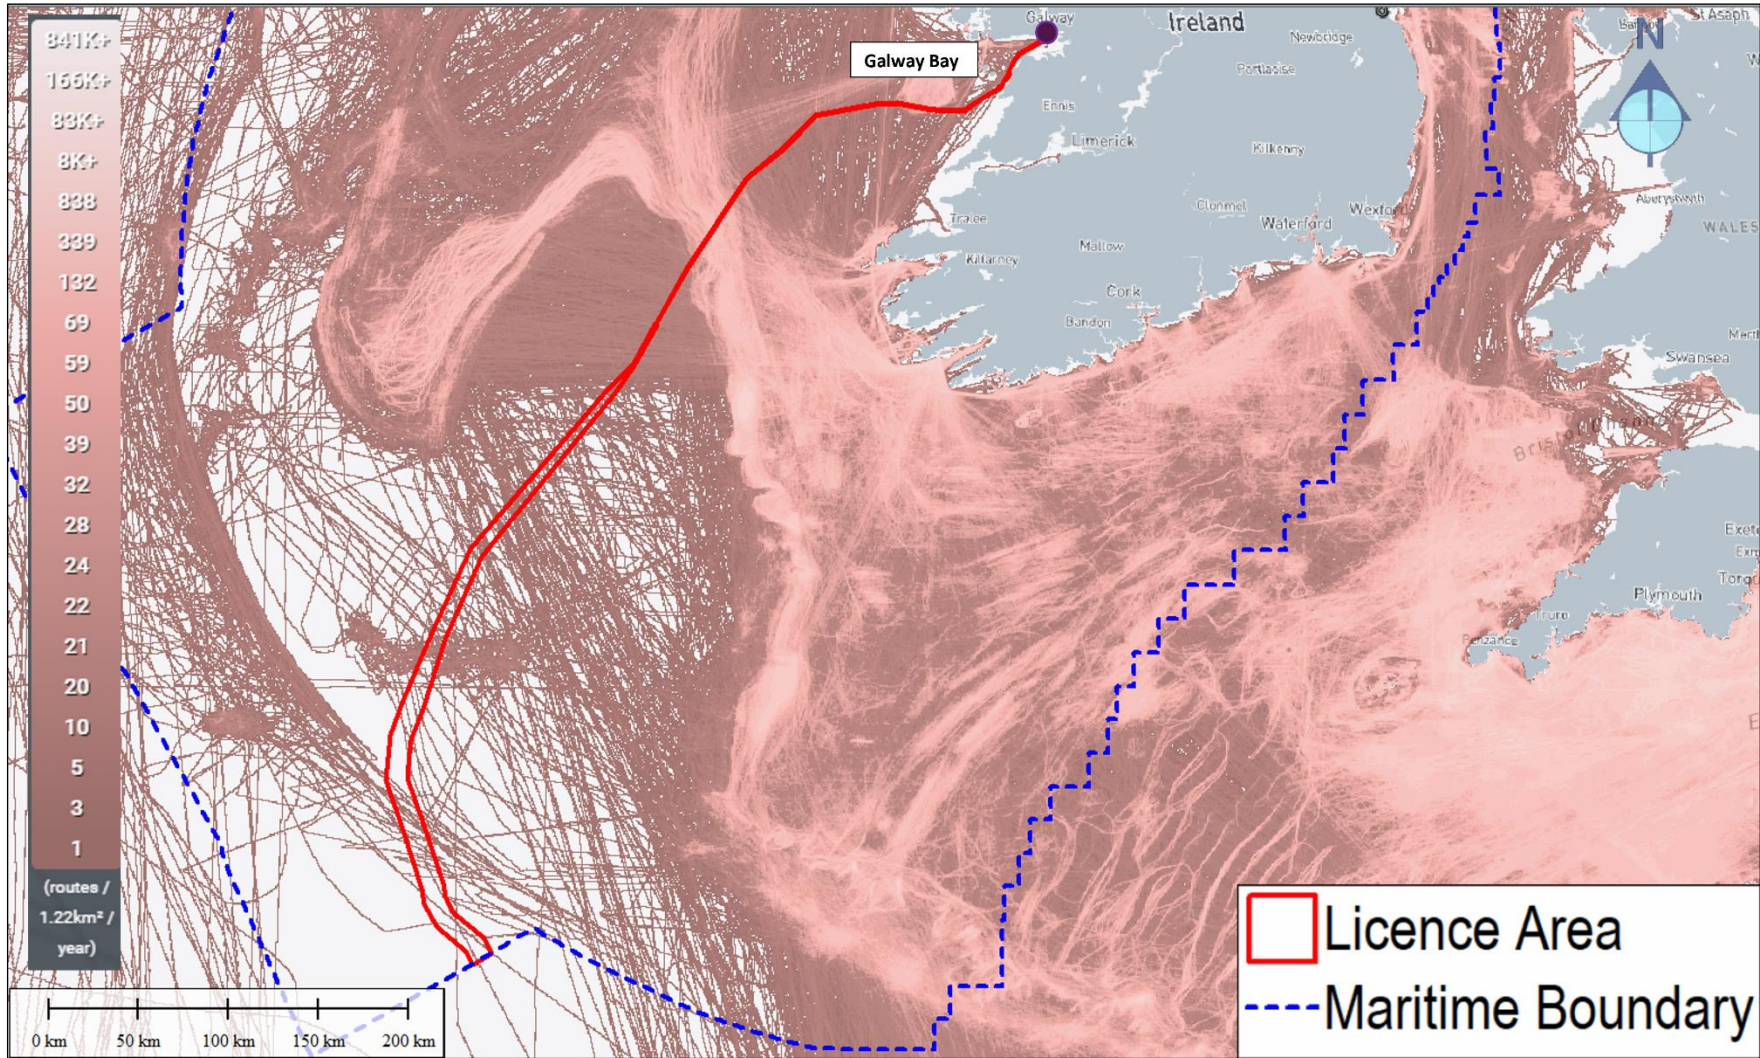 841K+
166K+
83K+
8K+
838
339
132
69
59
50
39
32
28
24
22
21
20
10
5
3
1
(routes /
1.22km² /
year)
0 km 50 km 100 km 150 km 200 km
Galway
Galway Bay
Ireland
Newbridge
Portlaoise
Ennis
Limerick
Kilkenny
Tralee
Clonmel
Waterford
Wexford
Mallow
Killarney
Cork
Bandon
N
St Asaph
Aberystwyth
WALES
Swansea
Bristol Channel
Plymouth
Truro
Penzance
Licence Area
Maritime Boundary